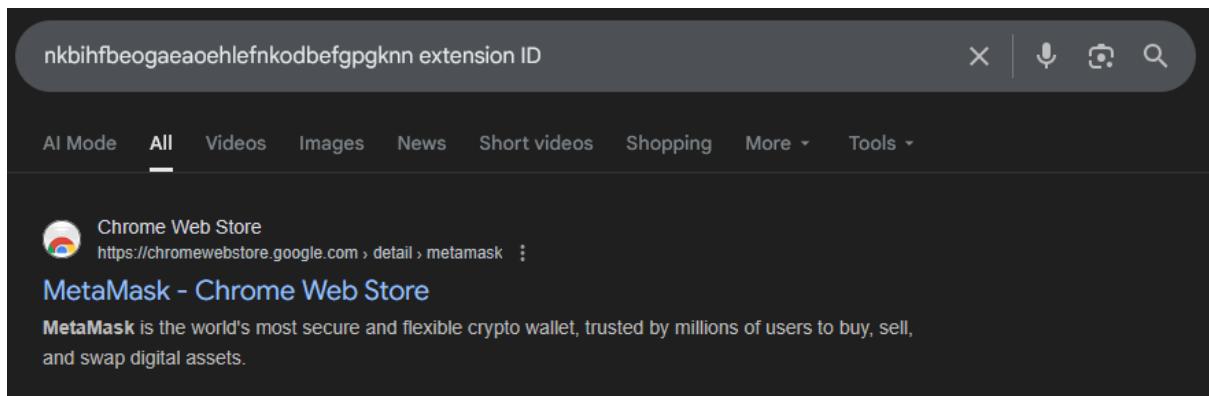 nkbihfbeogaeaoehlefnkodbefgpgknn extension ID
AI Mode All Videos Images News Short videos Shopping More Tools
Chrome Web Store
https://chromewebstore.google.com › detail › metamask
MetaMask - Chrome Web Store
MetaMask is the world's most secure and flexible crypto wallet, trusted by millions of users to buy, sell,
and swap digital assets.